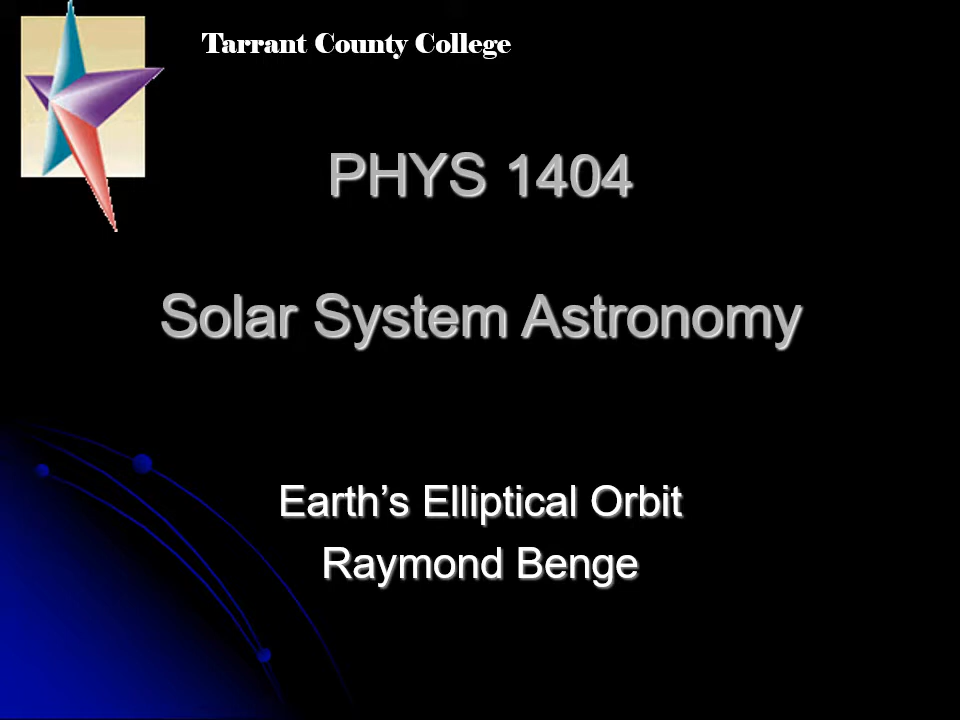 Tarrant County College
PHYS 1404
Solar System Astronomy
Earth’s Elliptical Orbit
Raymond Benge